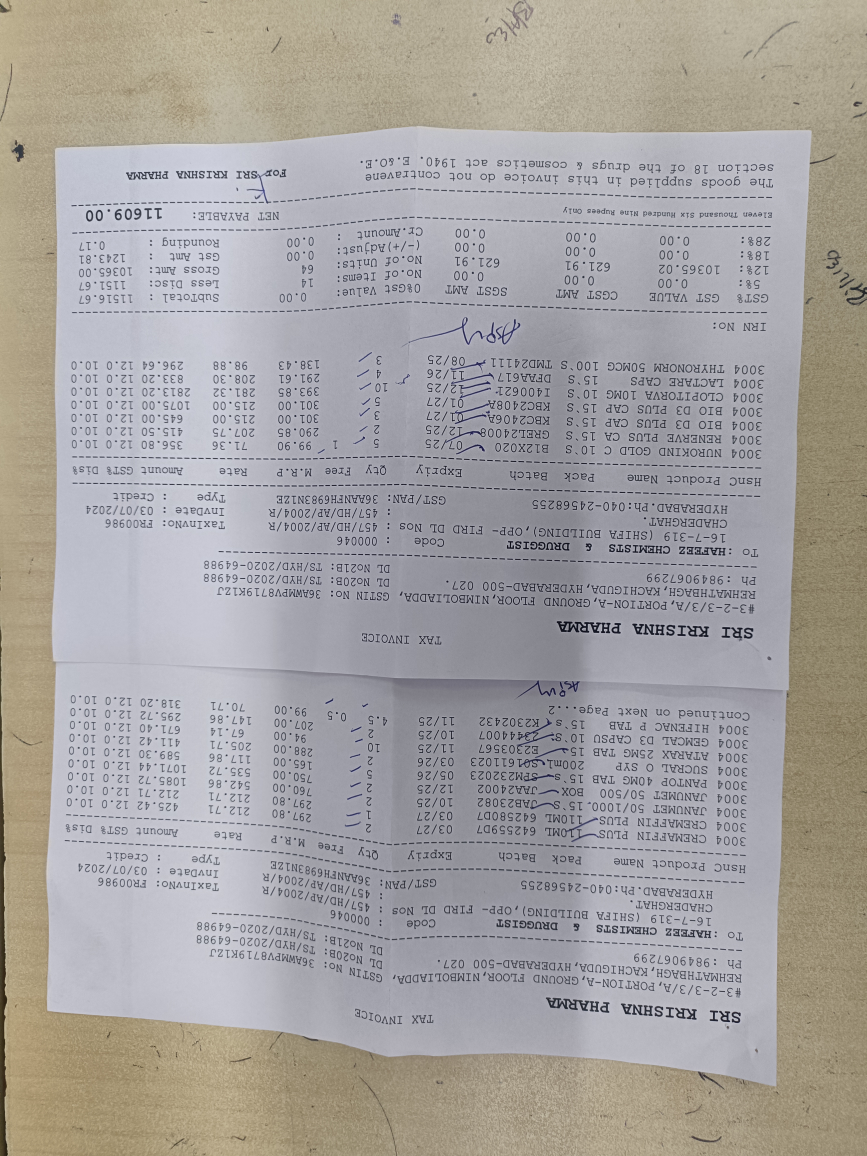 TAX INVOICE
SRI KRISHNA PHARMA
#3-2-3/3/A, PORTION-A, GROUND FLOOR,NIMBOLIADDA, GSTIN No: 36AWMPV8719K1ZJ
REHMATHBAGH,KACHIGUDA,HYDERABAD-500 027. DL No20B: TS/HYD/2020-64988
Ph :9849067299 DL No21B: TS/HYD/2020-64988
To :HAFEEZ CHEMISTS & DRUGGIST Code : 000046
16-7-319 (SHIFA BUILDING),OPP- FIRD DL Nos : 457/HD/AP/2004/R TaxInvNo: FR00986
CHADERGHAT. : 457/HD/AP/2004/R InvDate : 03/07/2024
HYDERABAD.Ph:040-24568255 GST/PAN: 36AANFH6983N1ZE Type : Credit
HsnC Product Name Pack Batch Expriy Qty Free M.R.P Rate Amount GST% Dis%
3004 CREMAFFIN PLUS 110ML 642559D7 03/27 2 297.80 212.71 425.42 12.0 10.0
3004 CREMAFFIN PLUS 110ML 642580D7 03/27 1 297.80 212.71 212.71 12.0 10.0
3004 JANUMET 50/1000 15'S JABR23082 10/25 2 760.00 542.86 1085.72 12.0 10.0
3004 JANUMET 50/500 BOX JAA24002 12/25 2 750.00 535.72 1071.44 12.0 10.0
3004 PANTOP 40MG TAB 15`s SPM232023 05/26 5 165.00 117.86 589.30 12.0 10.0
3004 SUCRAL O SYP 200ml S01611023 03/26 2 288.00 205.71 411.42 12.0 10.0
3004 ATARAX 25MG TAB 15 E2303567 11/25 10 94.00 67.14 671.40 12.0 10.0
3004 GEMCAL D3 CAPSU 10`S 23444007 10/25 2 207.00 147.86 295.72 12.0 10.0
3004 HIFENAC P TAB 15`s K2302432 11/25 4.5 0.5 99.00 70.71 318.20 12.0 10.0
Continued on Next Page...2
TAX INVOICE
SRI KRISHNA PHARMA
#3-2-3/3/A, PORTION-A, GROUND FLOOR,NIMBOLIADDA, GSTIN No: 36AWMPV8719K1ZJ
REHMATHBAGH,KACHIGUDA,HYDERABAD-500 027. DL No20B: TS/HYD/2020-64988
Ph :9849067299 DL No21B: TS/HYD/2020-64988
To :HAFEEZ CHEMISTS & DRUGGIST Code : 000046
16-7-319 (SHIFA BUILDING),OPP- FIRD DL Nos : 457/HD/AP/2004/R TaxInvNo: FR00986
CHADERGHAT. : 457/HD/AP/2004/R InvDate : 03/07/2024
HYDERABAD.Ph:040-24568255 GST/PAN: 36AANFH6983N1ZE Type : Credit
HsnC Product Name Pack Batch Expriy Qty Free M.R.P Rate Amount GST% Dis%
3004 NUROKIND GOLD C 10`S B12X020 07/25 5 1 99.90 71.36 356.80 12.0 10.0
3004 RENERVE PLUS CA 15`S GREL24008 12/25 2 290.85 207.75 415.50 12.0 10.0
3004 BIO D3 PLUS CAP 15`S KBC2406A 01/27 3 301.00 215.00 645.00 12.0 10.0
3004 BIO D3 PLUS CAP 15`S KBC2408A 01/27 5 301.00 215.00 1075.00 12.0 10.0
3004 CLOPITORVA 10MG 10`S 1400621 12/25 10 393.85 281.32 2813.20 12.0 10.0
3004 LACTARE CAPS 15`S DFAA617 11/26 4 291.61 208.30 833.20 12.0 10.0
3004 THYRONORM 50MCG 100`S TMD24111 08/25 3 138.43 98.88 296.64 12.0 10.0
IRN No:
GST% GST VALUE CGST AMT SGST AMT 0%Gst Value: 0.00 SubTotal : 11516.67
5%: 0.00 0.00 0.00 No.of Items: 14 Less Disc: 1151.67
12%: 10365.02 621.91 621.91 No.of Units: 64 Gross Amt: 10365.00
18%: 0.00 0.00 0.00 (-/+)Adjust: 0.00 Gst Amt : 1243.81
28%: 0.00 0.00 0.00 Cr.Amount : 0.00 Rounding : 0.17
Eleven Thousand Six Hundred Nine Rupees Only NET PAYABLE: 11609.00
The goods supplied in this invoice do not contravene
section 18 of the drugs & cosmetics act 1940. E.&O.E. For SRI KRISHNA PHARMA